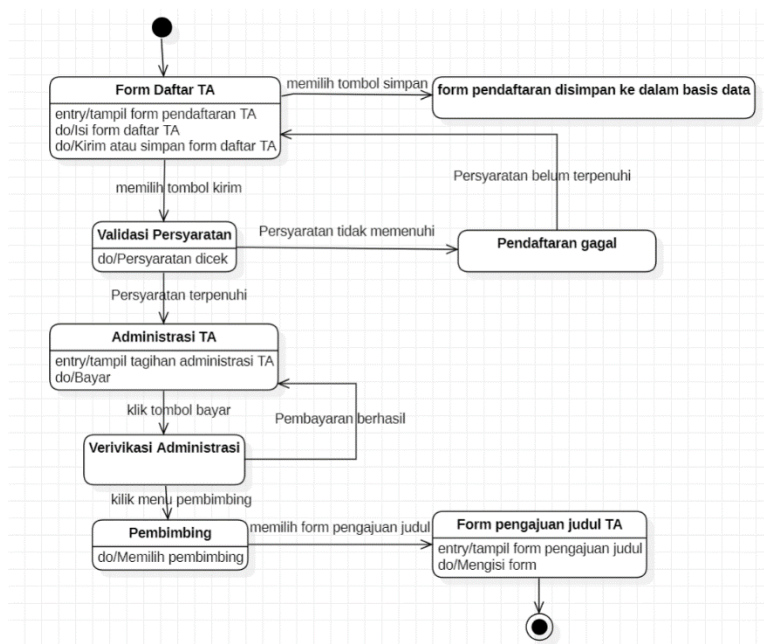 Form Daftar TA
entry/tampil form pendaftaran TA
do/Isi form daftar TA
do/Kirim atau simpan form daftar TA
memilih tombol simpan
form pendaftaran disimpan ke dalam basis data
memilih tombol kirim
Persyaratan belum terpenuhi
Validasi Persyaratan
do/Persyaratan dicek
Persyaratan tidak memenuhi
Pendaftaran gagal
Persyaratan terpenuhi
Administrasi TA
entry/tampil tagihan administrasi TA
do/Bayar
klik tombol bayar
Pembayaran berhasil
Verivikasi Administrasi
kilik menu pembimbing
Pembimbing
do/Memilih pembimbing
memilih form pengajuan judul
Form pengajuan judul TA
entry/tampil form pengajuan judul
do/Mengisi form